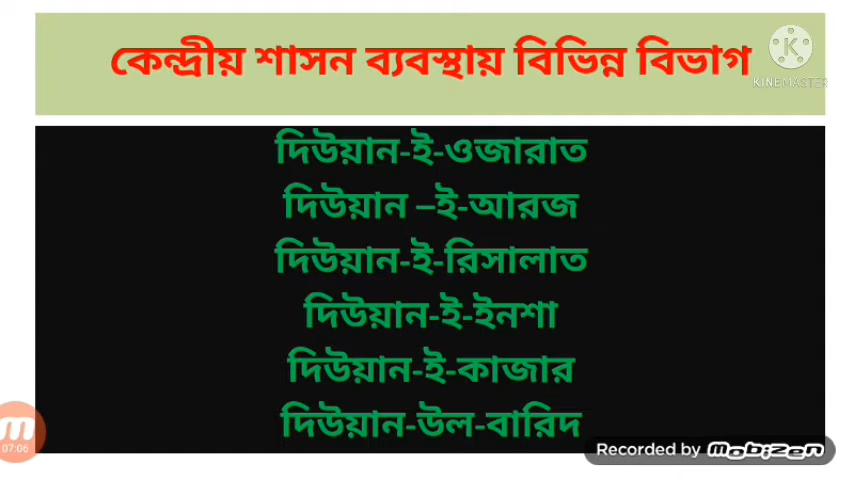 কেন্দ্রীয় শাসন ব্যবস্থায় বিভিন্ন বিভাগ
KINEMASTER
দিউয়ান-ই-ওজারাত
দিউয়ান –ই-আরজ
দিউয়ান-ই-রিসালাত
দিউয়ান-ই-ইনশা
দিউয়ান-ই-কাজার
দিউয়ান-উল-বারিদ
07:06
Recorded by Mobizen